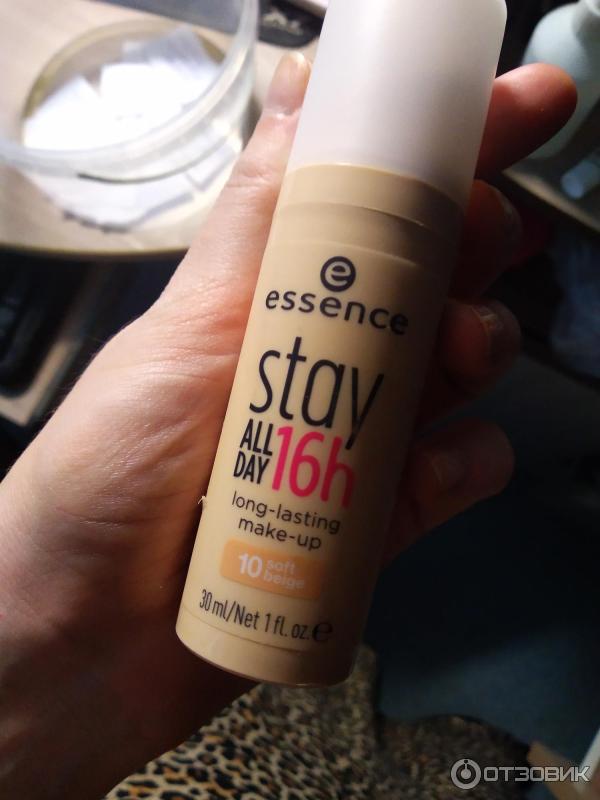 e
essence
stay
ALL DAY 16h
long-lasting
make-up
10 soft beige
30 ml/Net 1 fl. oz. ℮
ОТЗОВИК